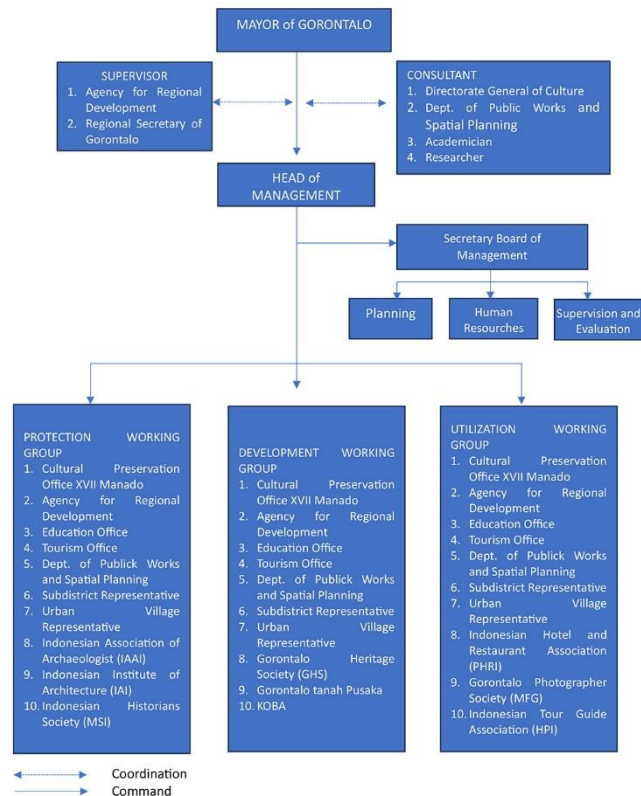 MAYOR of GORONTALO
SUPERVISOR
1. Agency for Regional
Development
2. Regional Secretary of
Gorontalo
CONSULTANT
1. Directorate General of Culture
2. Dept. of Public Works and
Spatial Planning
3. Academician
4. Researcher
HEAD of
MANAGEMENT
Secretary Board of
Management
Planning
Human
Resourches
Supervision and
Evaluation
PROTECTION WORKING
GROUP
1. Cultural Preservation
Office XVII Manado
2. Agency for Regional
Development
3. Education Office
4. Tourism Office
5. Dept. of Publick Works
and Spatial Planning
6. Subdistrict Representative
7. Urban Village
Representative
8. Indonesian Association of
Archaeologist (IAAI)
9. Indonesian Institute of
Architecture (IAI)
10. Indonesian Historians
Society (MSI)
DEVELOPMENT WORKING
GROUP
1. Cultural Preservation
Office XVII Manado
2. Agency for Regional
Development
3. Education Office
4. Tourism Office
5. Dept. of Publick Works
and Spatial Planning
6. Subdistrict Representative
7. Urban Village
Representative
8. Gorontalo Heritage
Society (GHS)
9. Gorontalo tanah Pusaka
10. KOBA
UTILIZATION WORKING
GROUP
1. Cultural Preservation
Office XVII Manado
2. Agency for Regional
Development
3. Education Office
4. Tourism Office
5. Dept. of Publick Works
and Spatial Planning
6. Subdistrict Representative
7. Urban Village
Representative
8. Indonesian Hotel and
Restaurant Association
(PHRI)
9. Gorontalo Photographer
Society (MFG)
10. Indonesian Tour Guide
Association (HPI)
Coordination
Command